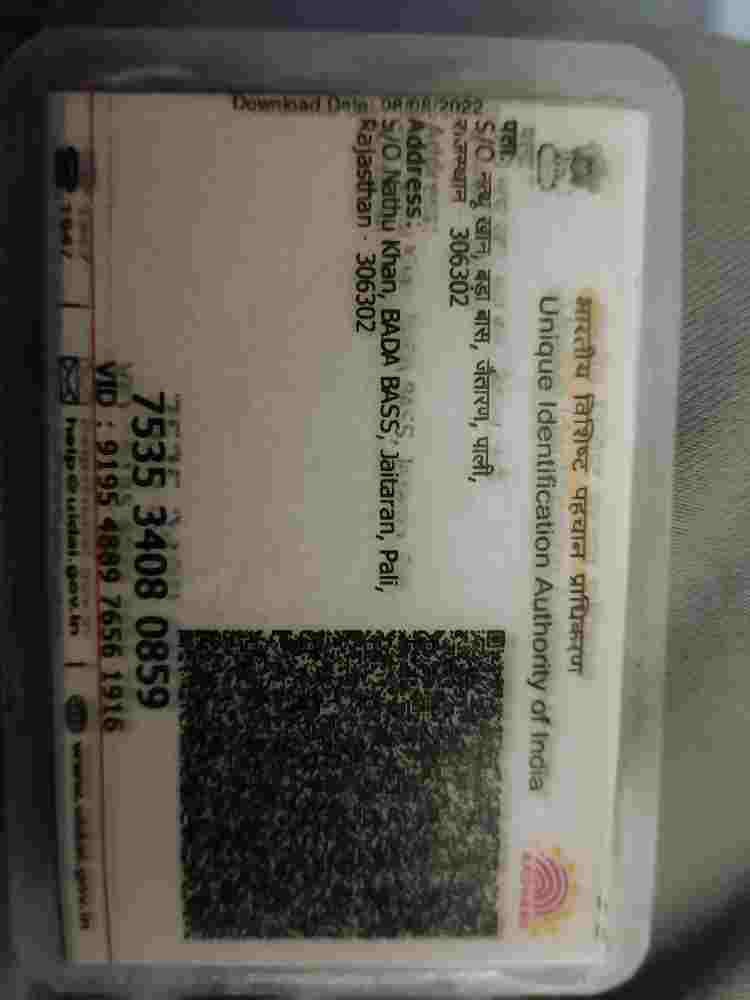 भारतीय विशिष्ट पहचान प्राधिकरण
Unique Identification Authority of India
पता:
S/O नथु खान, बड़ा बास, जैतारण, पाली,
राजस्थान 306302
Address:
S/O Nathu Khan, BADA BASS, Jaitaran, Pali,
Rajasthan - 306302
Download Date: 08/08/2022
7535 3408 0859
VID : 9195 4889 7656 1916
1947 | help@uidai.gov.in | www.uidai.gov.in